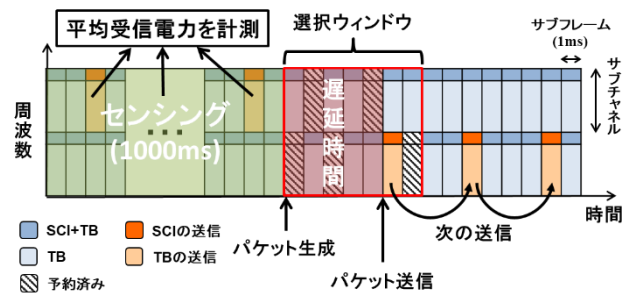 平均受信電力を計測
選択ウィンドウ
サブフレーム
(1ms)
周波数
センシング
(1000ms)
遅延時間
サブチャネル
時間
SCI+TB
SCIの送信
TB
TBの送信
予約済み
パケット生成
パケット送信
次の送信